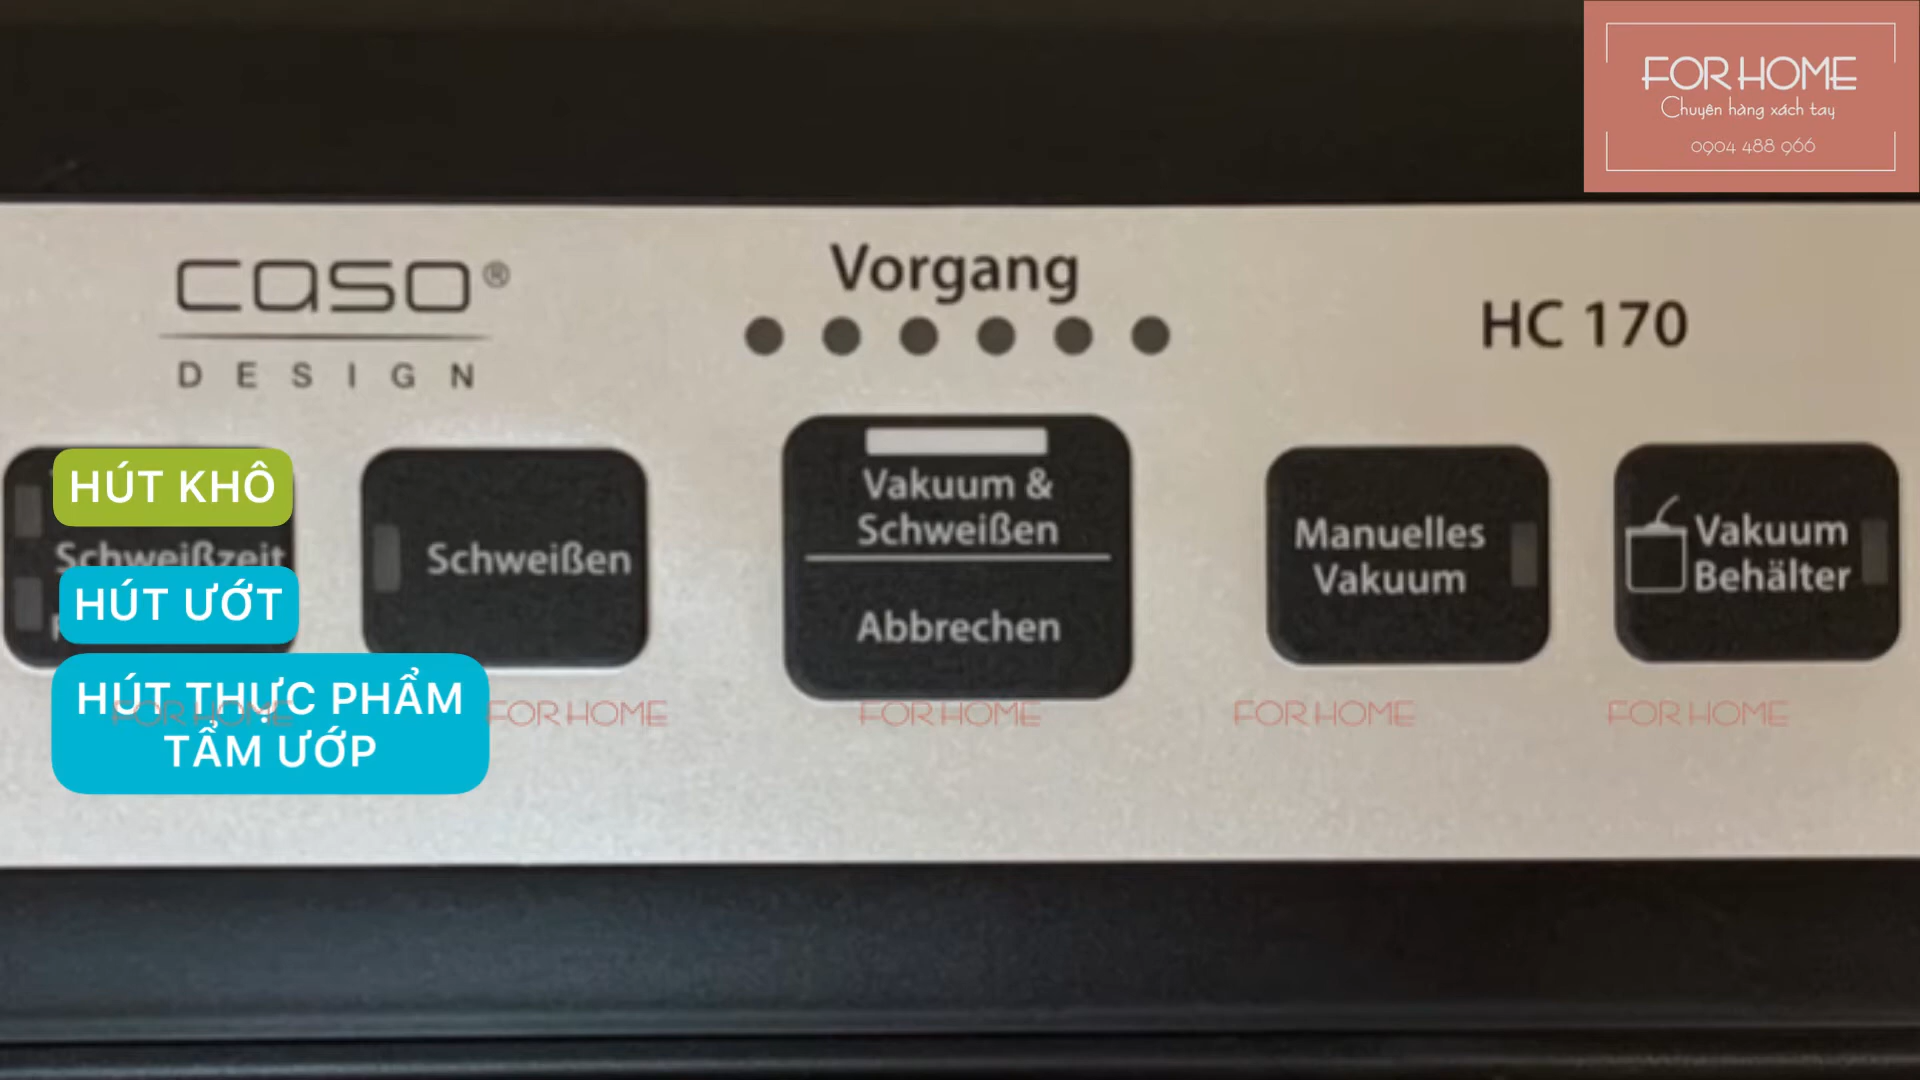 FOR HOME
Chuyên hàng xách tay
0904 488 966
caso®
DESIGN
Vorgang
HC 170
HÚT KHÔ
Schweißzeit
HÚT ƯỚT
HÚT THỰC PHẨM
TẨM ƯỚP
Schweißen
Vakuum &
Schweißen
Abbrechen
Manuelles
Vakuum
Vakuum
Behälter
FOR HOME
FOR HOME
FOR HOME
FOR HOME
FOR HOME